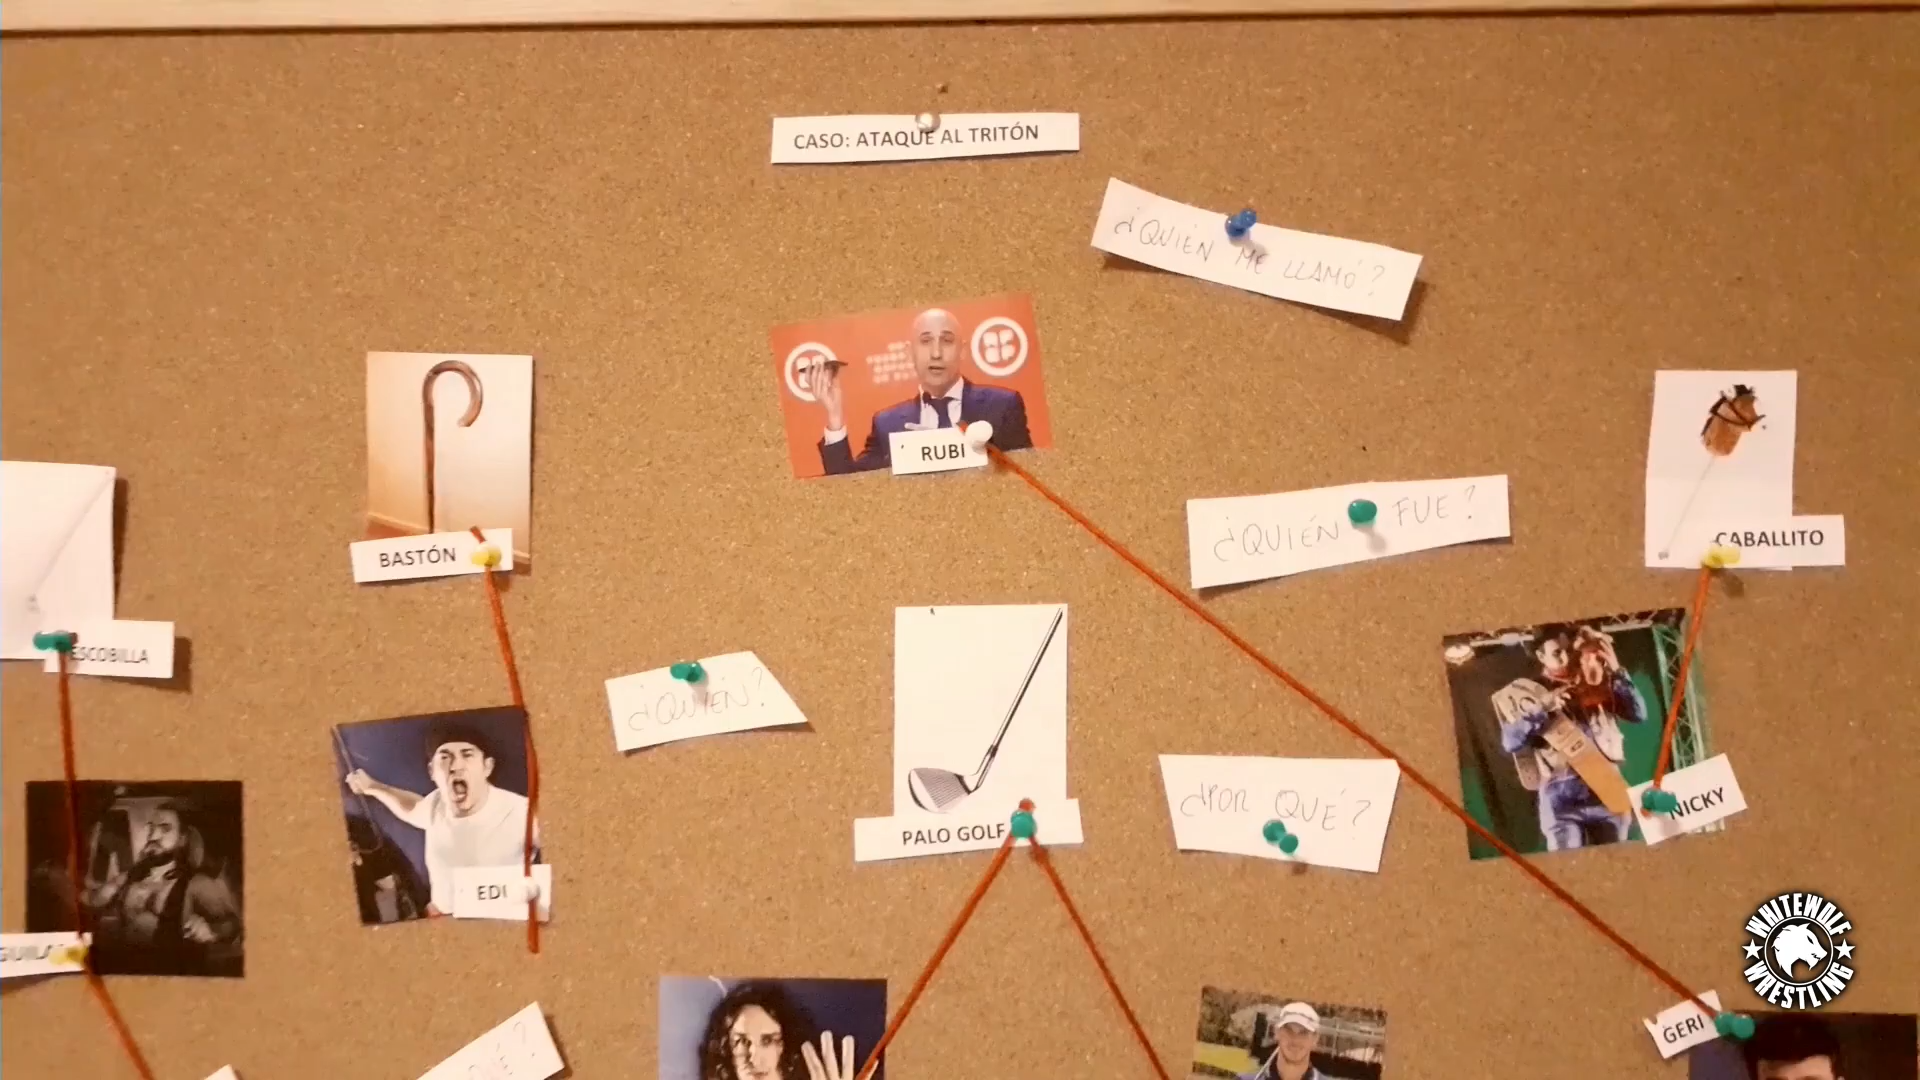 CASO: ATAQUE AL TRITÓN
¿QUIÉN ME LLAMÓ?
RUBI
BASTÓN
¿QUIÉN FUE?
CABALLITO
ESCOBILLA
¿QUIÉN?
PALO GOLF
¿POR QUÉ?
NICKY
EDI
GERI
WHITEWOLF
WRESTLING